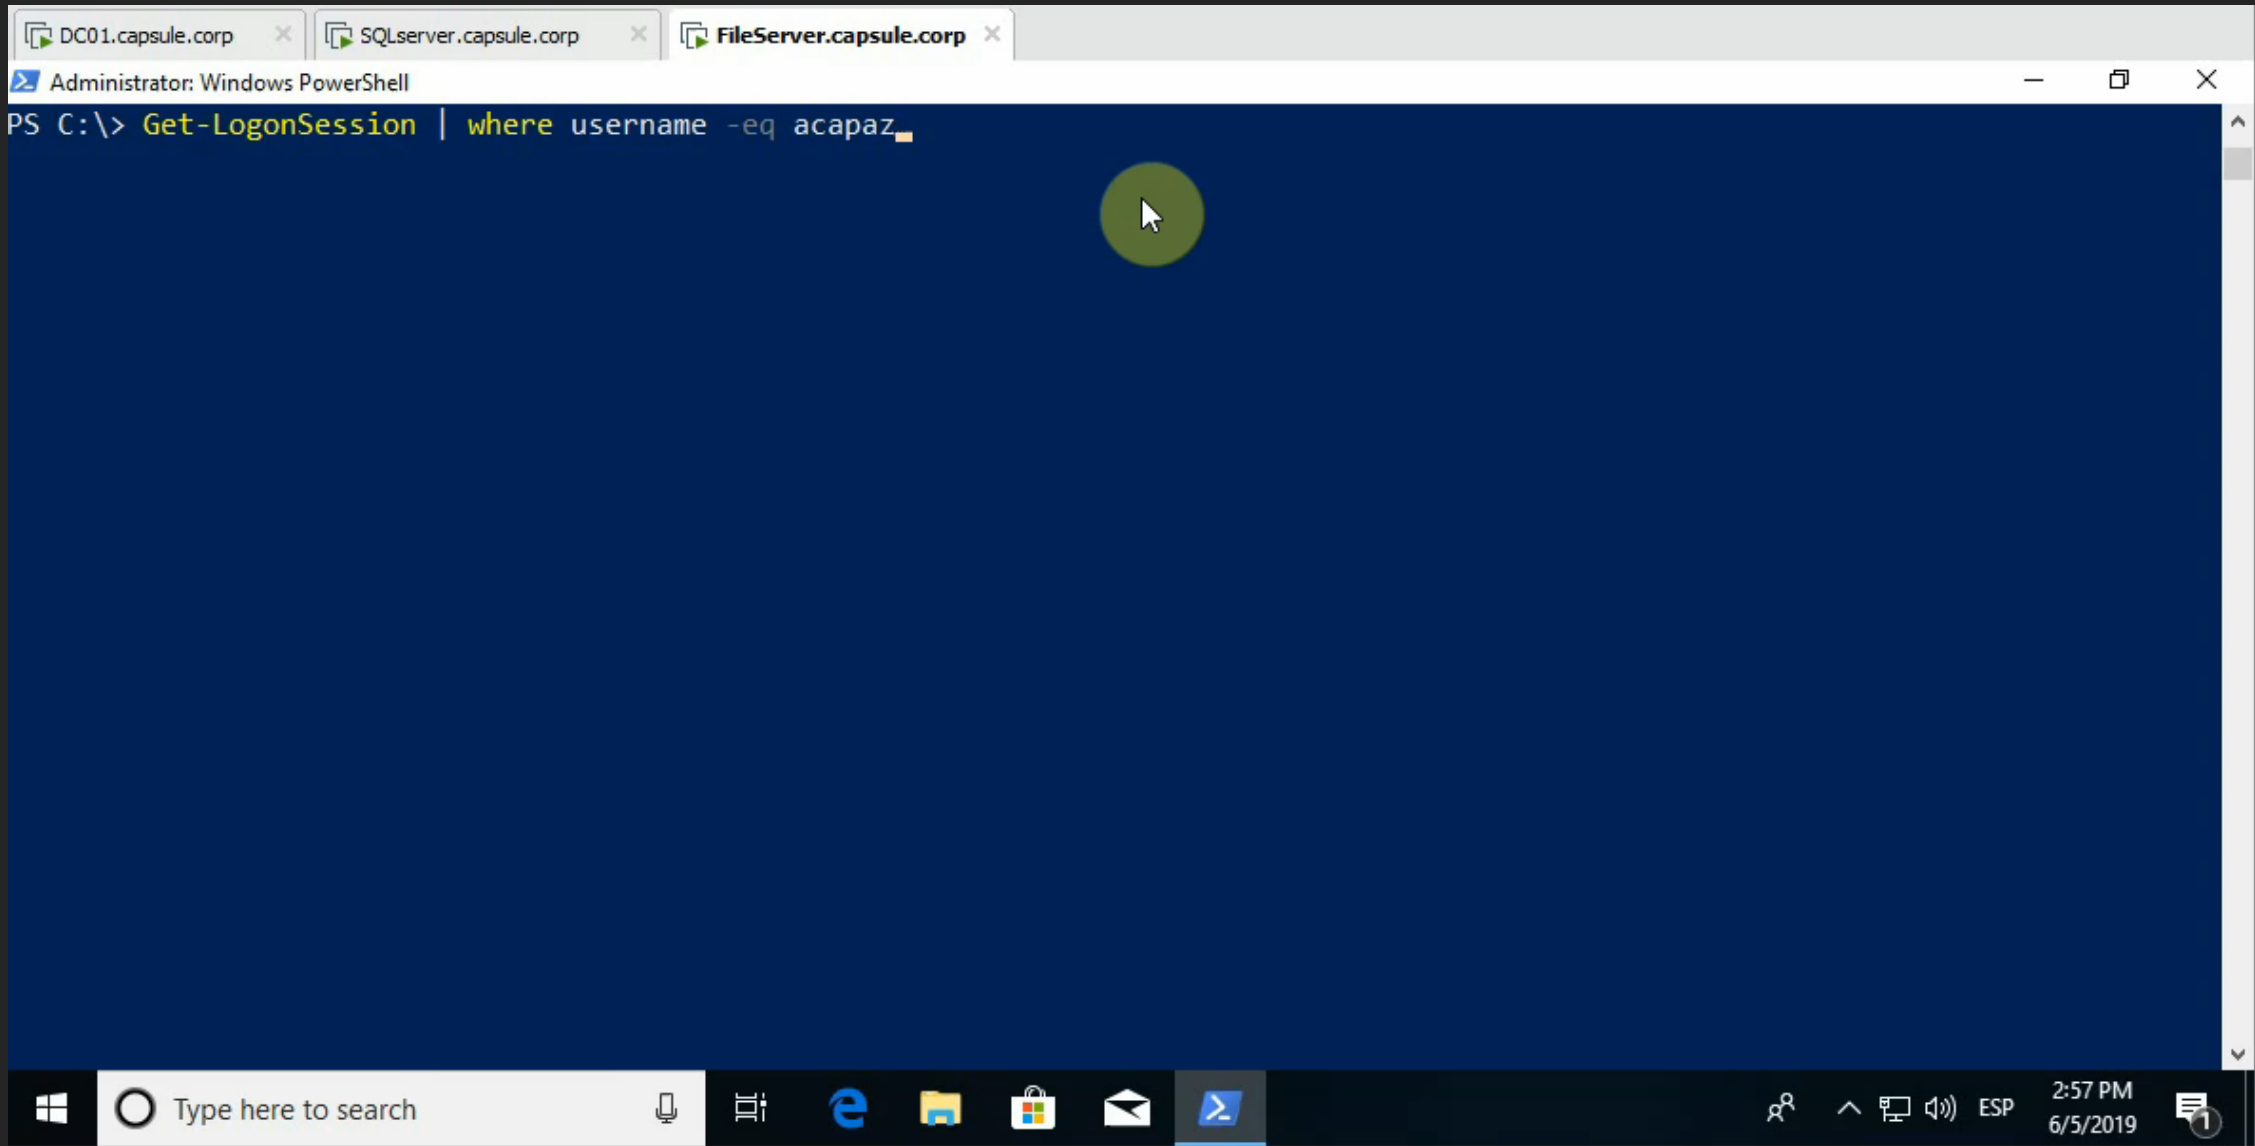 DC01.capsule.corp SQLserver.capsule.corp FileServer.capsule.corp
Administrator: Windows PowerShell
PS C:\> Get-LogonSession | where username -eq acapaz
Type here to search
ESP
2:57 PM
6/5/2019
1